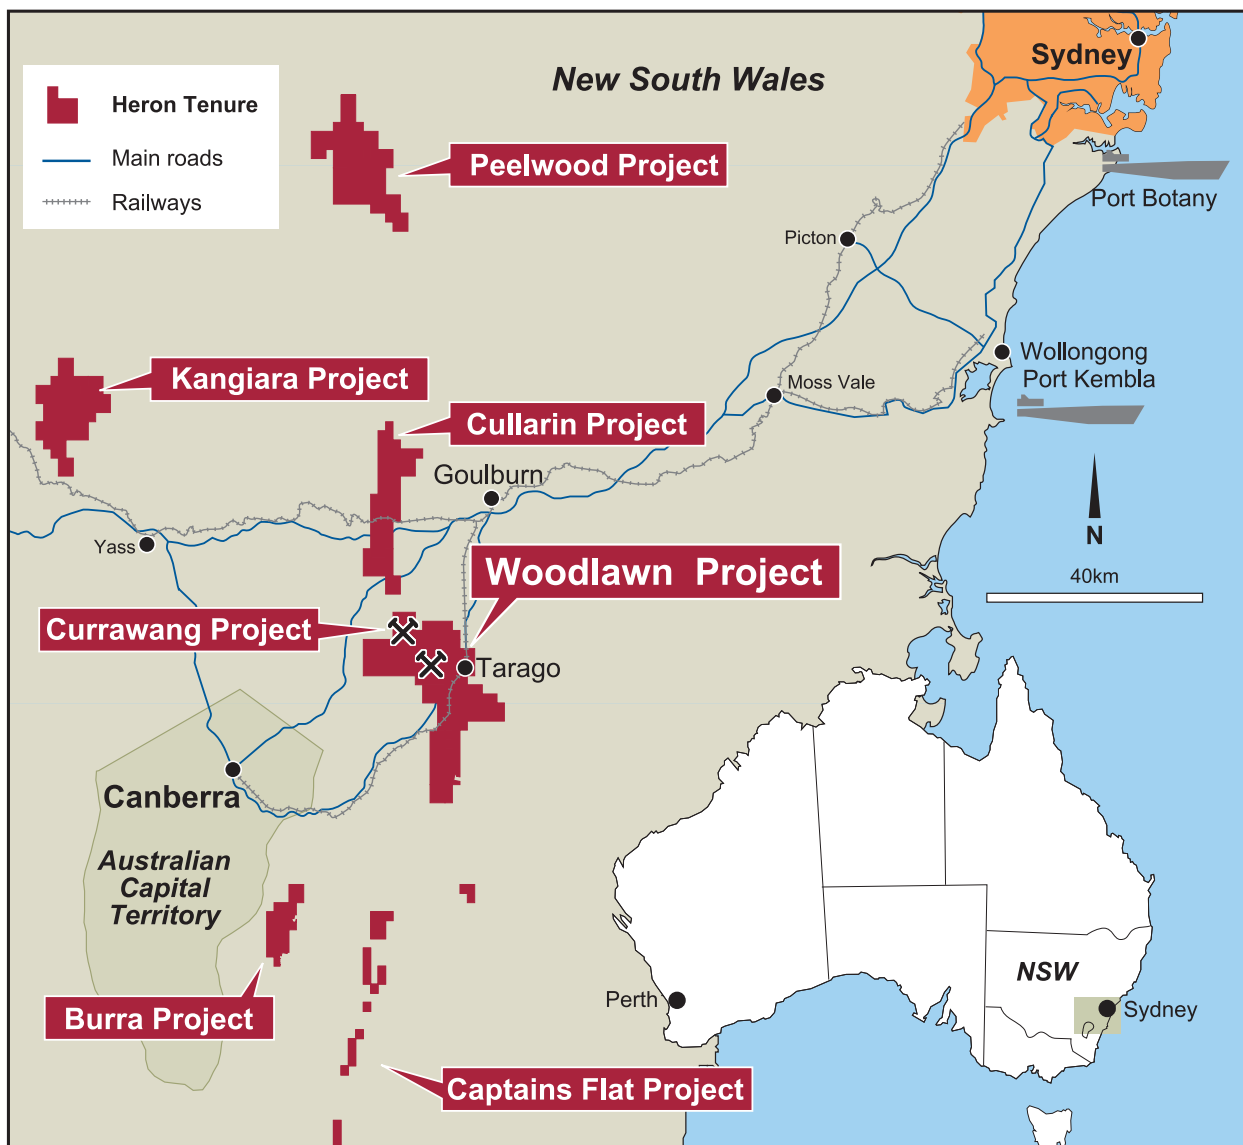 New South Wales
Sydney
Heron Tenure
Main roads
Railways
Peelwood Project
Port Botany
Picton
Kangiara Project
Wollongong
Port Kembla
Moss Vale
Cullarin Project
Goulburn
Yass
N
40km
Woodlawn Project
Currawang Project
Tarago
Canberra
Australian
Capital
Territory
NSW
Perth
Sydney
Burra Project
Captains Flat Project